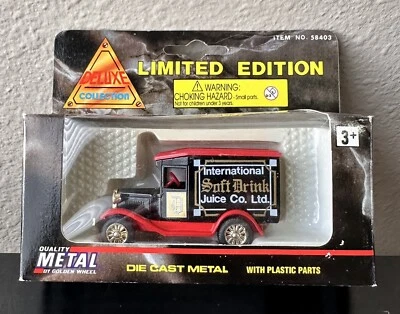 ITEM NO. 58403
DELUXE
COLLECTION
LIMITED EDITION
WARNING:
CHOKING HAZARD - Small parts.
Not for children under 3 years.
3+
International
Soft Drink
Juice Co. Ltd.
QUALITY
METAL
BY GOLDEN WHEEL
DIE CAST METAL
WITH PLASTIC PARTS